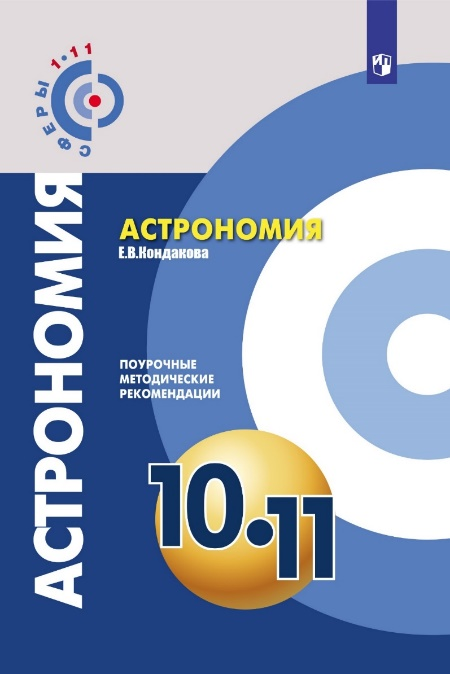 СФЕРЫ 1•11
АСТРОНОМИЯ
АСТРОНОМИЯ
Е.В.Кондакова
ПОУРОЧНЫЕ
МЕТОДИЧЕСКИЕ
РЕКОМЕНДАЦИИ
10•11